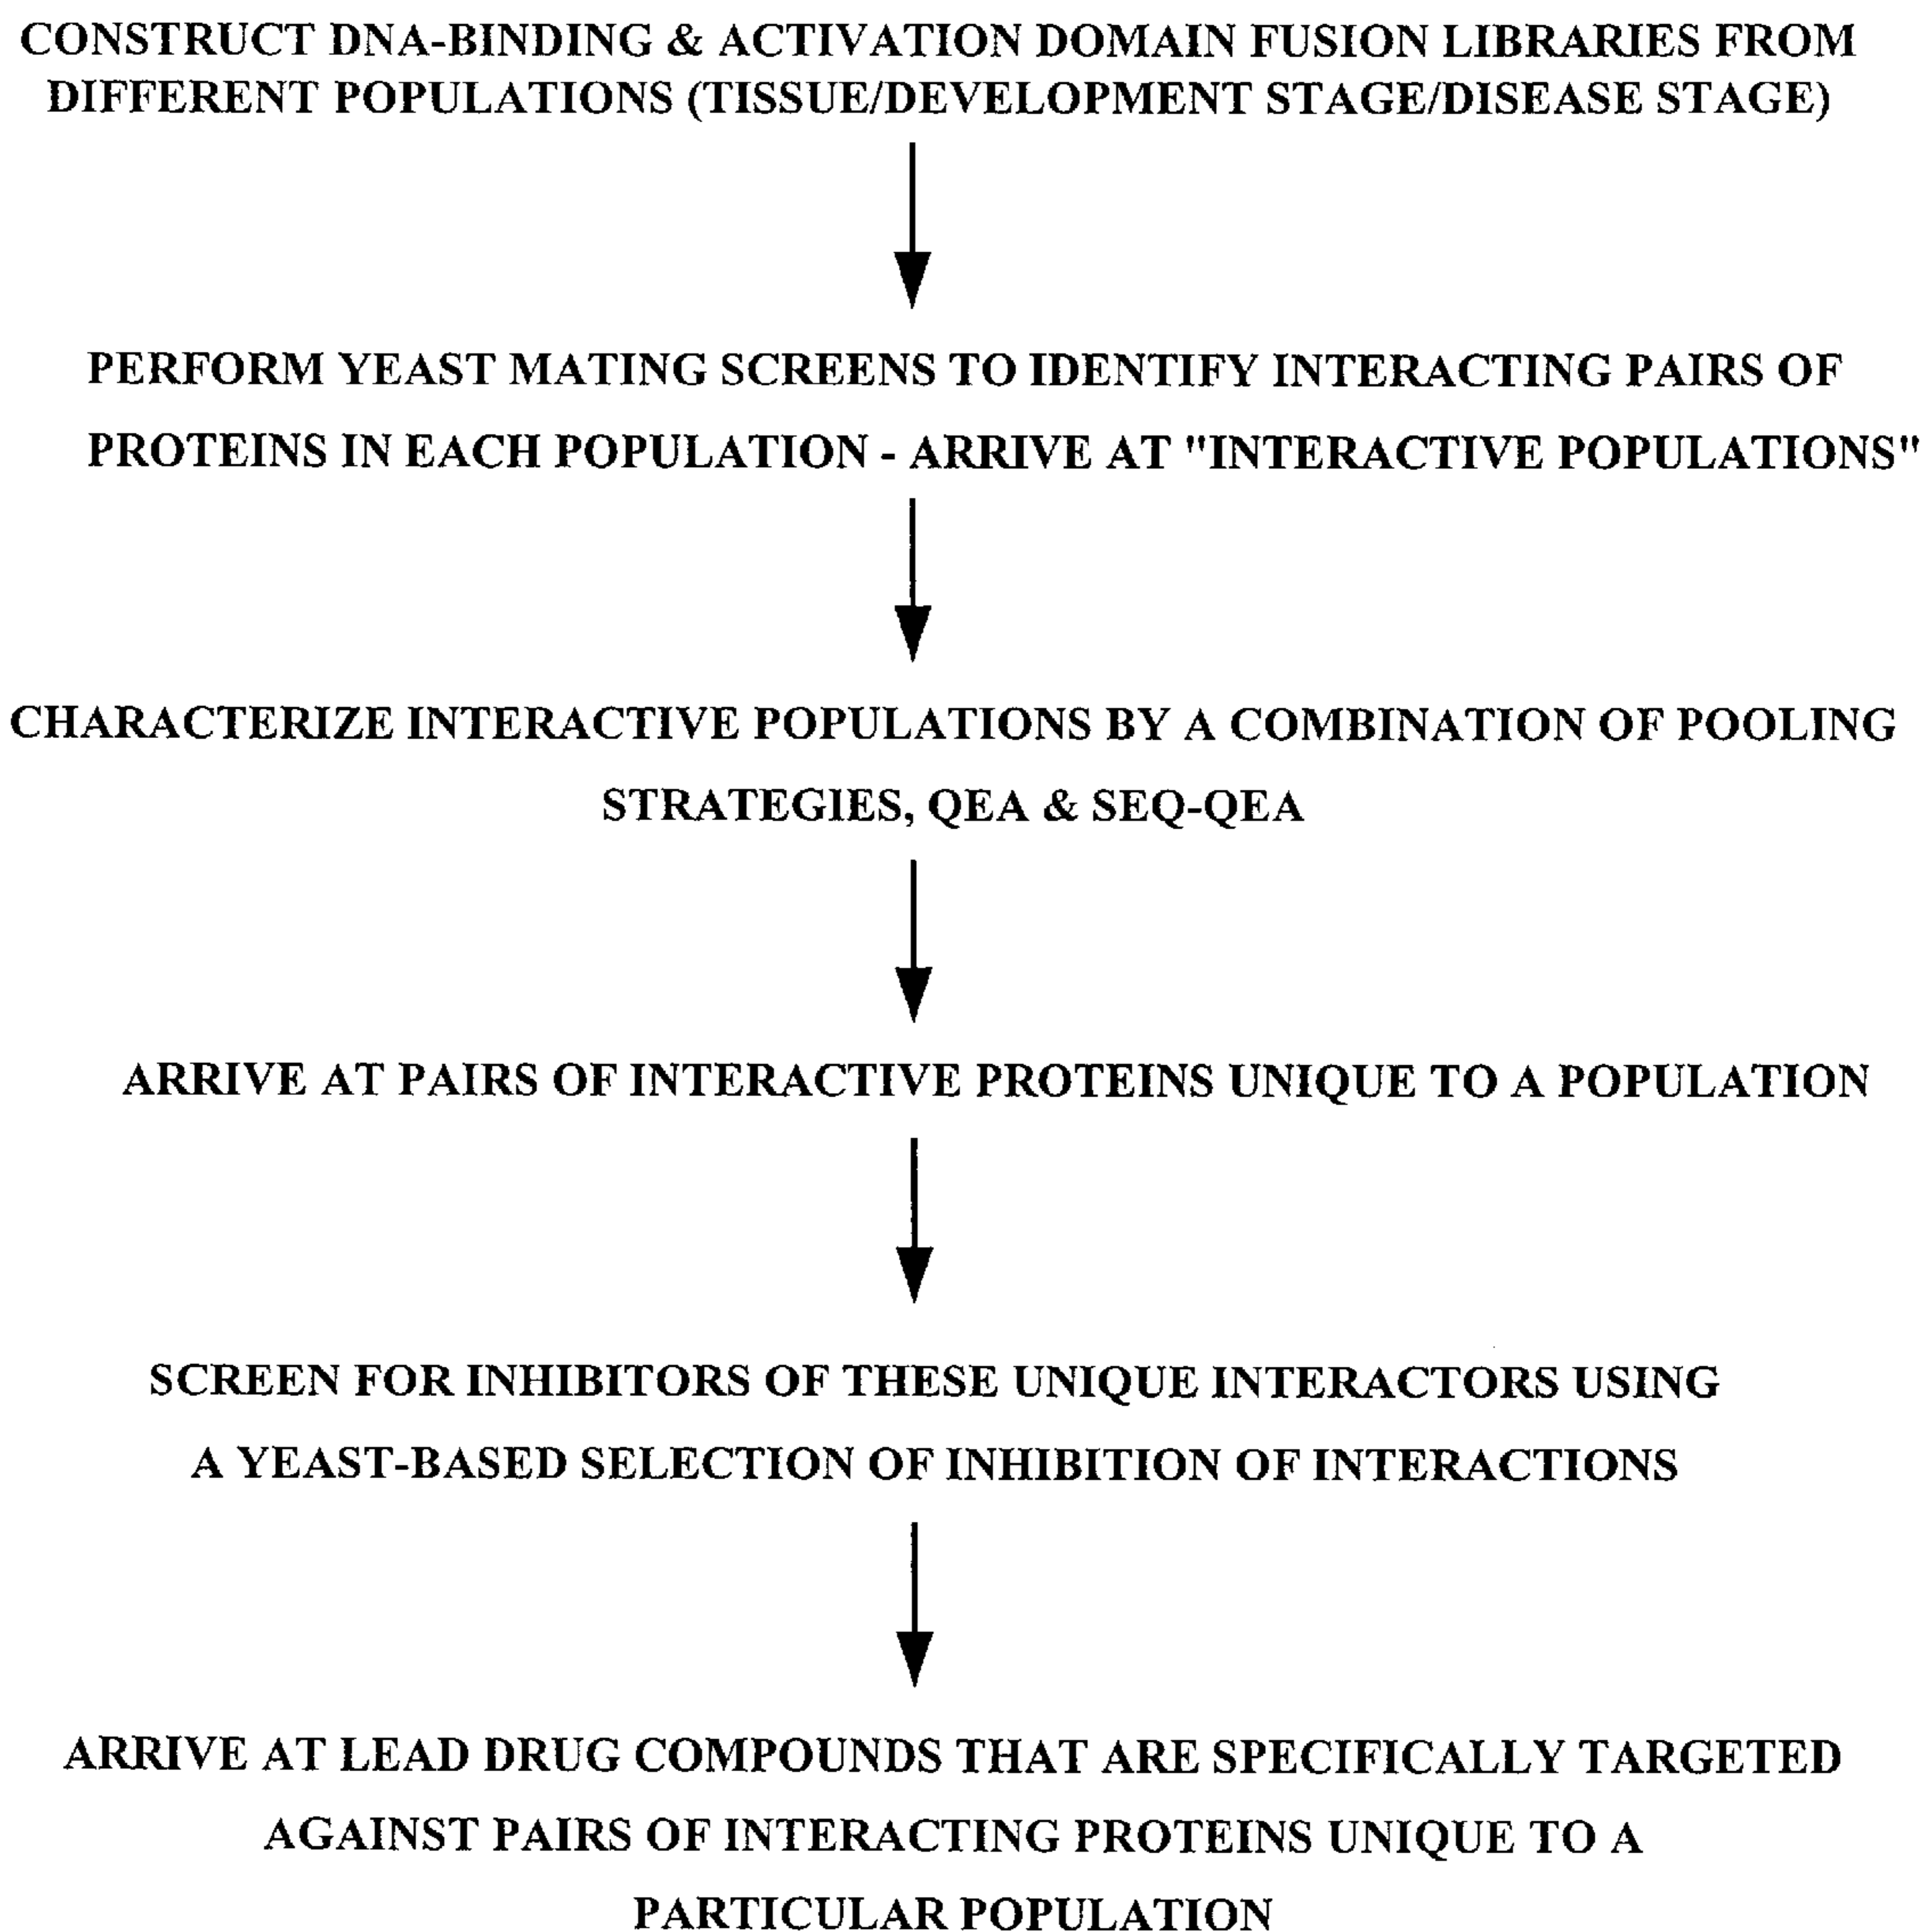 CONSTRUCT DNA-BINDING & ACTIVATION DOMAIN FUSION LIBRARIES FROM
DIFFERENT POPULATIONS (TISSUE/DEVELOPMENT STAGE/DISEASE STAGE)
PERFORM YEAST MATING SCREENS TO IDENTIFY INTERACTING PAIRS OF
PROTEINS IN EACH POPULATION - ARRIVE AT "INTERACTIVE POPULATIONS"
CHARACTERIZE INTERACTIVE POPULATIONS BY A COMBINATION OF POOLING
STRATEGIES, QEA & SEQ-QEA
ARRIVE AT PAIRS OF INTERACTIVE PROTEINS UNIQUE TO A POPULATION
SCREEN FOR INHIBITORS OF THESE UNIQUE INTERACTORS USING
A YEAST-BASED SELECTION OF INHIBITION OF INTERACTIONS
ARRIVE AT LEAD DRUG COMPOUNDS THAT ARE SPECIFICALLY TARGETED
AGAINST PAIRS OF INTERACTING PROTEINS UNIQUE TO A
PARTICULAR POPULATION